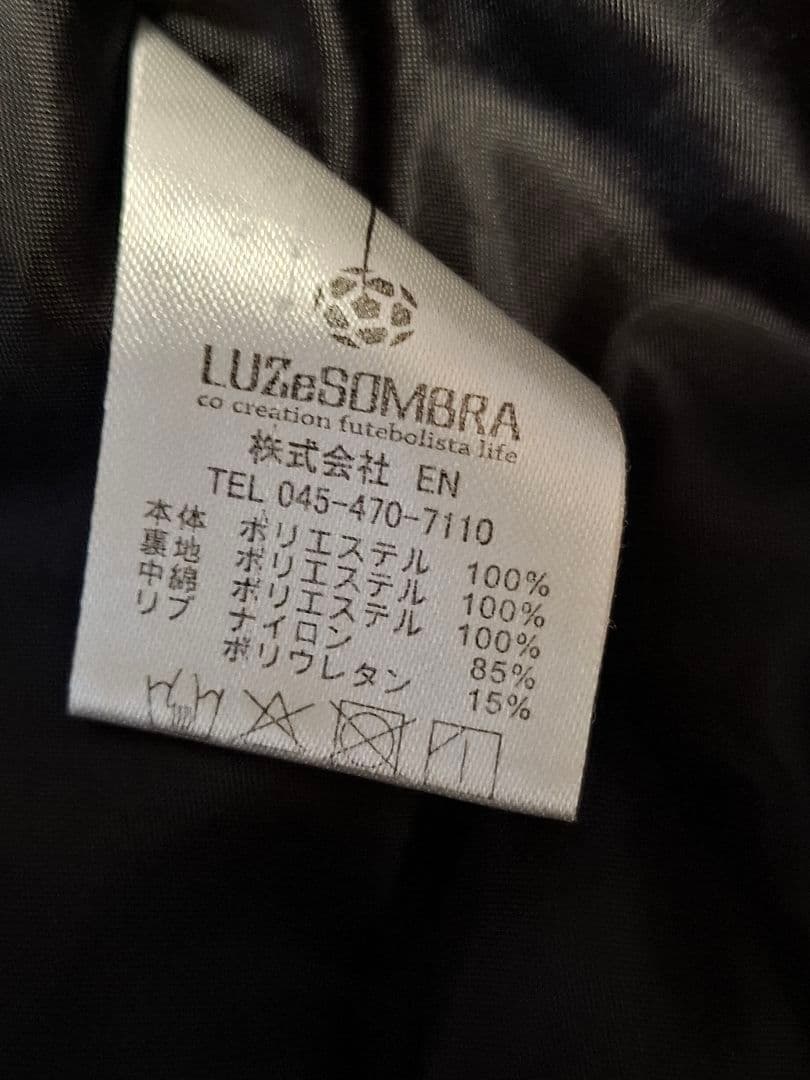 LUZeSOMBRA
co creation futebolista life
株式会社 EN
TEL 045-470-7110
本体 ポリエステル 100%
裏地 ポリエステル 100%
中綿 ポリエステル 100%
リブ ナイロン 85%
ポリウレタン 15%